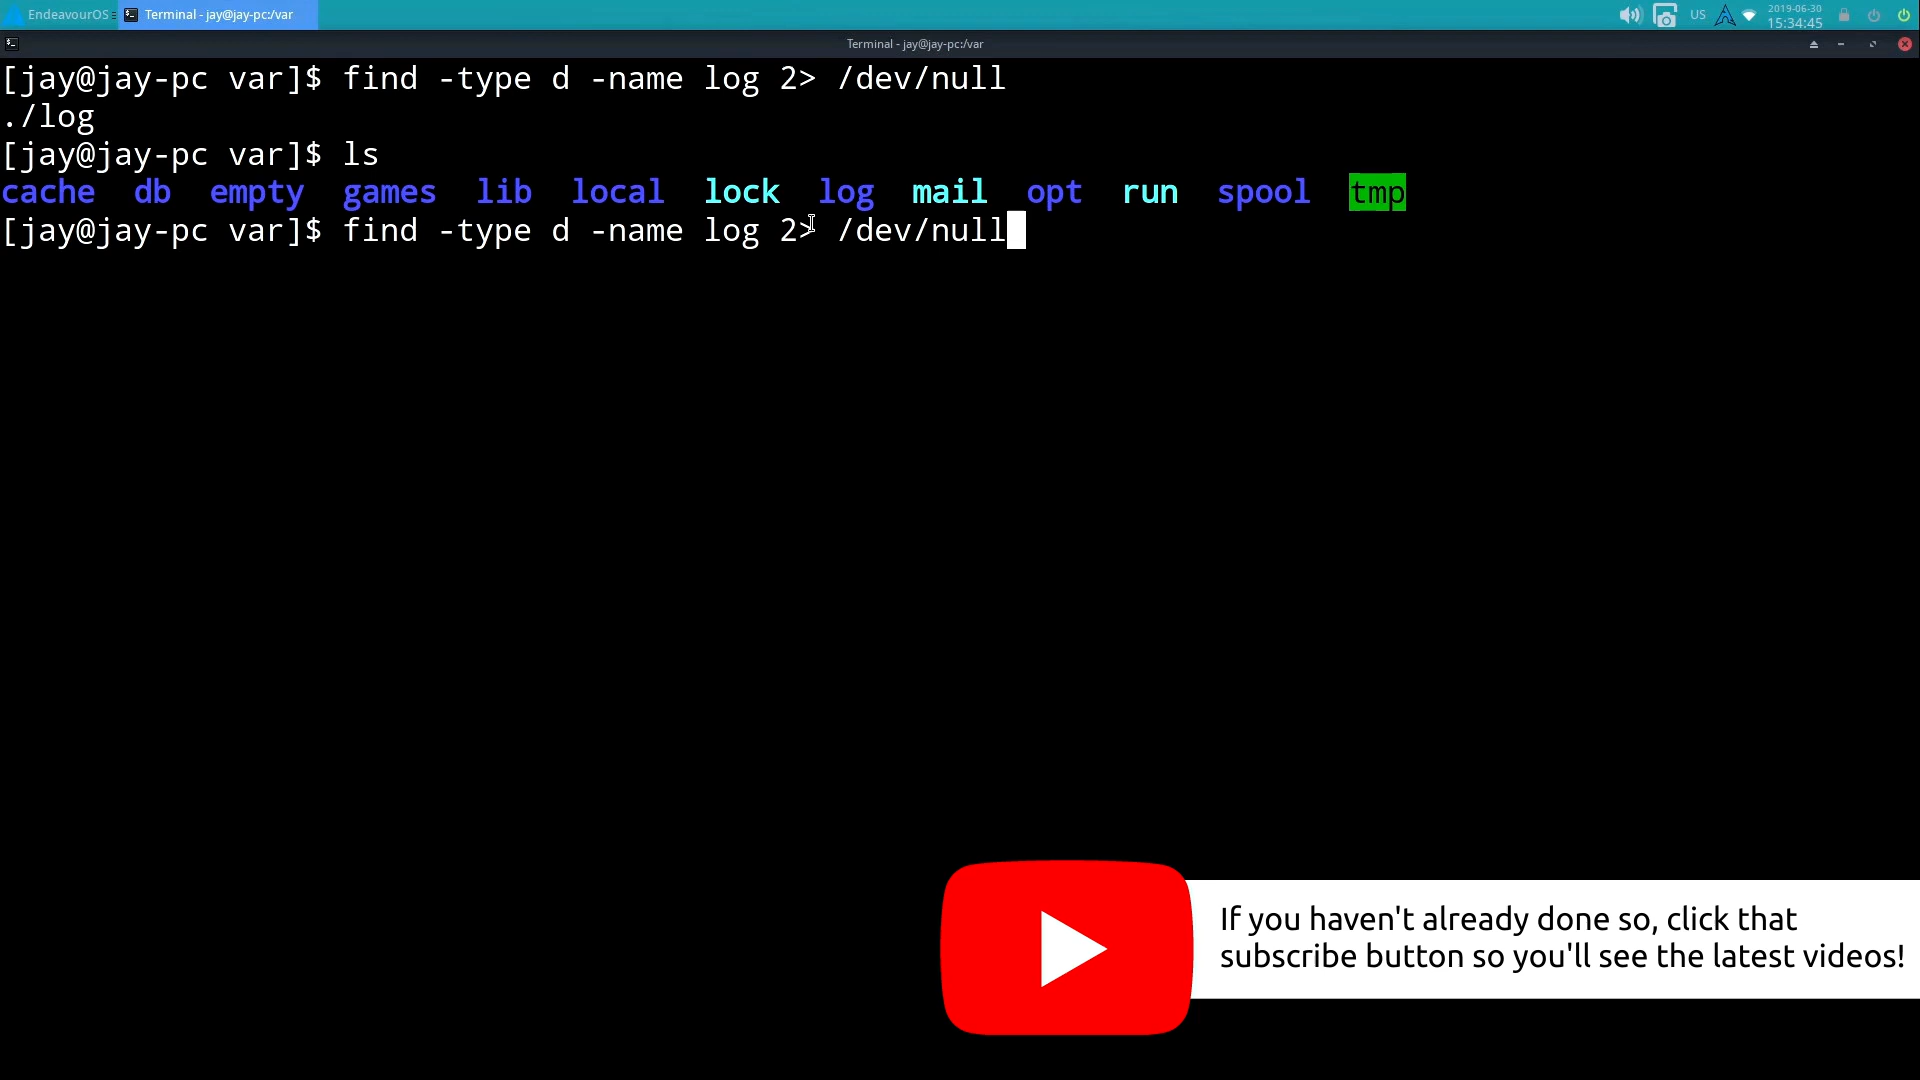 EndeavourOS
Terminal - jay@jay-pc:/var
US
2019-06-30
15:34:45
Terminal - jay@jay-pc:/var
[jay@jay-pc var]$ find -type d -name log 2> /dev/null
./log
[jay@jay-pc var]$ ls
cache db empty games lib local lock log mail opt run spool tmp
[jay@jay-pc var]$ find -type d -name log 2> /dev/null
If you haven't already done so, click that
subscribe button so you'll see the latest videos!